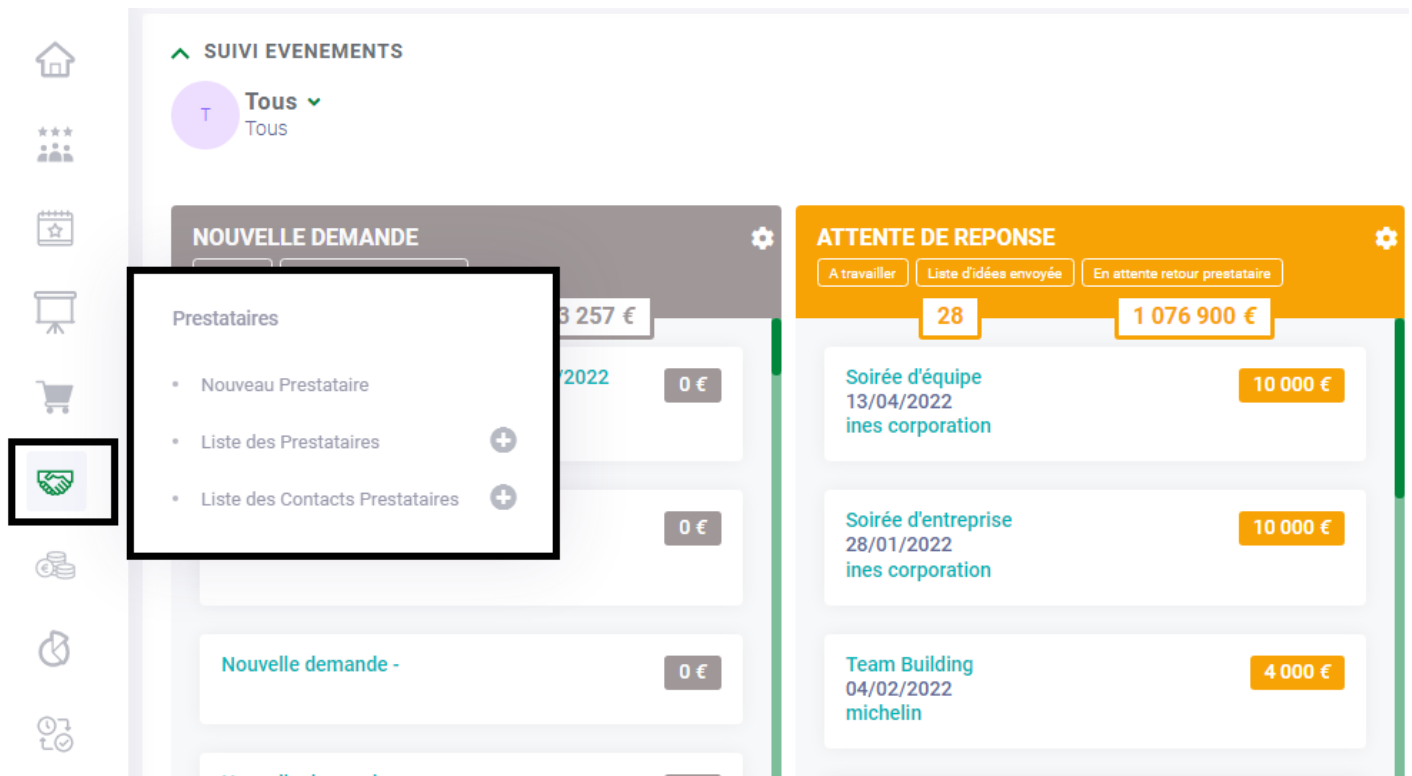 SUIVI EVENEMENTS
T
Tous
Tous
NOUVELLE DEMANDE
3 257 €
/2022
0 €
0 €
Nouvelle demande -
0 €
Prestataires
• Nouveau Prestataire
• Liste des Prestataires
• Liste des Contacts Prestataires
ATTENTE DE REPONSE
A travailler Liste d'idées envoyée En attente retour prestataire
28 1 076 900 €
Soirée d'équipe
10 000 €
13/04/2022
ines corporation
Soirée d'entreprise
10 000 €
28/01/2022
ines corporation
Team Building
4 000 €
04/02/2022
michelin